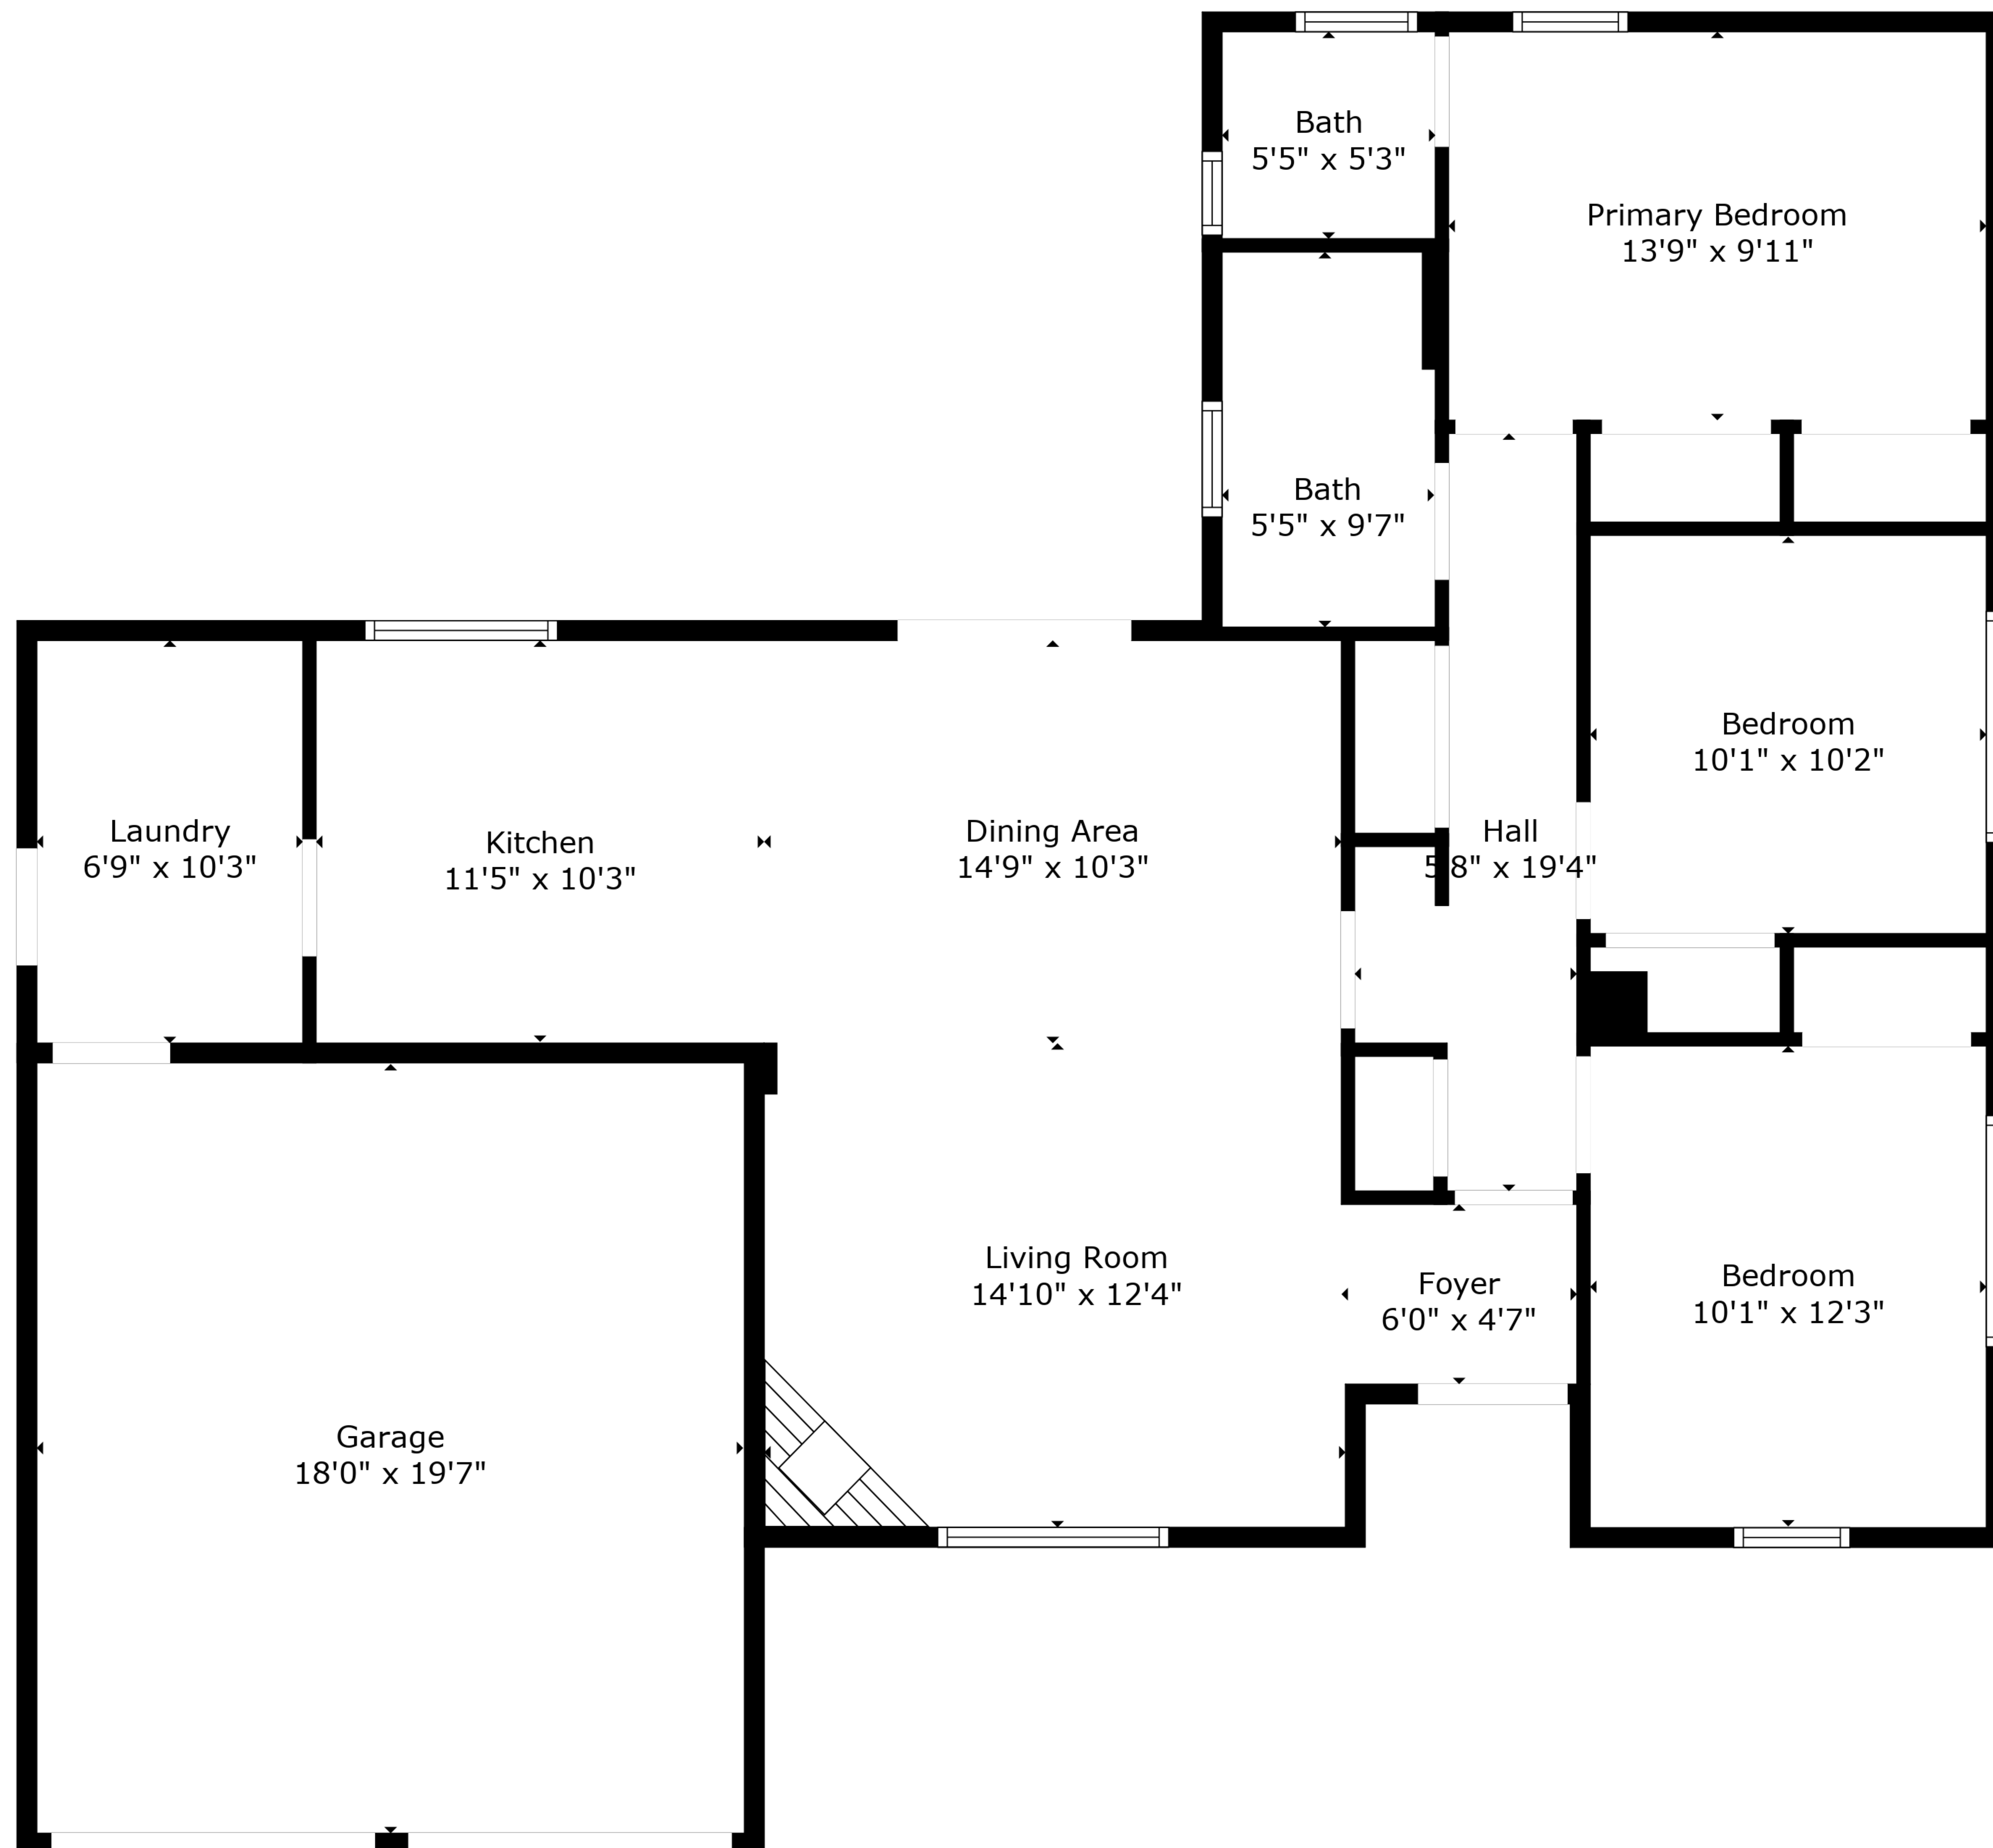 Bath
5'5" x 5'3"
Primary Bedroom
13'9" x 9'11"
Bath
5'5" x 9'7"
Bedroom
10'1" x 10'2"
Laundry
6'9" x 10'3"
Kitchen
11'5" x 10'3"
Dining Area
14'9" x 10'3"
Hall
5'8" x 19'4"
Living Room
14'10" x 12'4"
Foyer
6'0" x 4'7"
Bedroom
10'1" x 12'3"
Garage
18'0" x 19'7"